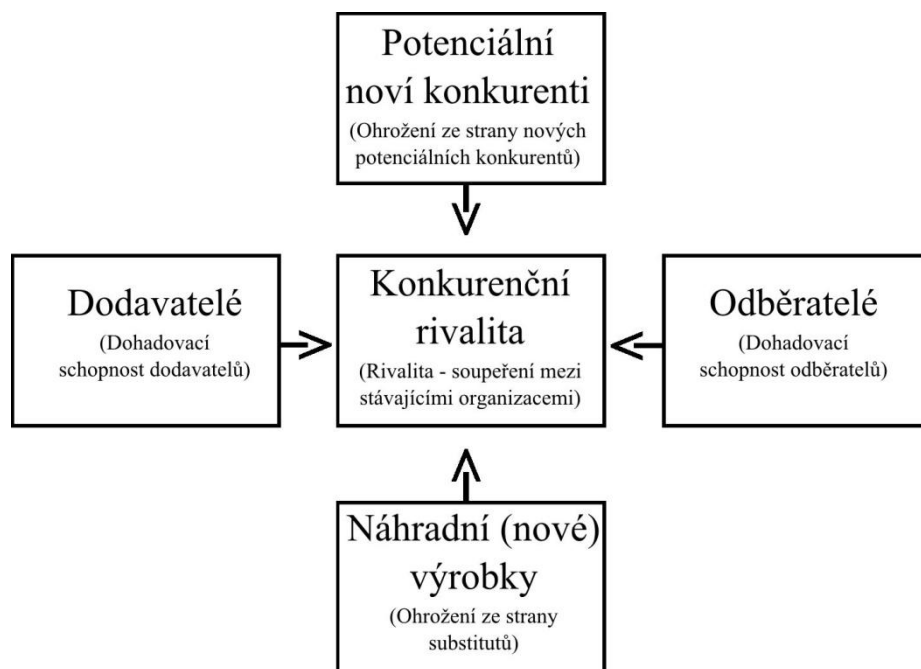 Potenciální
noví konkurenti
(Ohrožení ze strany nových
potenciálních konkurentů)
Dodavatelé
(Dohadovací
schopnost dodavatelů)
Konkurenční
rivalita
(Rivalita - soupeření mezi
stávajícími organizacemi)
Odběratelé
(Dohadovací
schopnost odběratelů)
Náhradní (nové)
výrobky
(Ohrožení ze strany
substitutů)